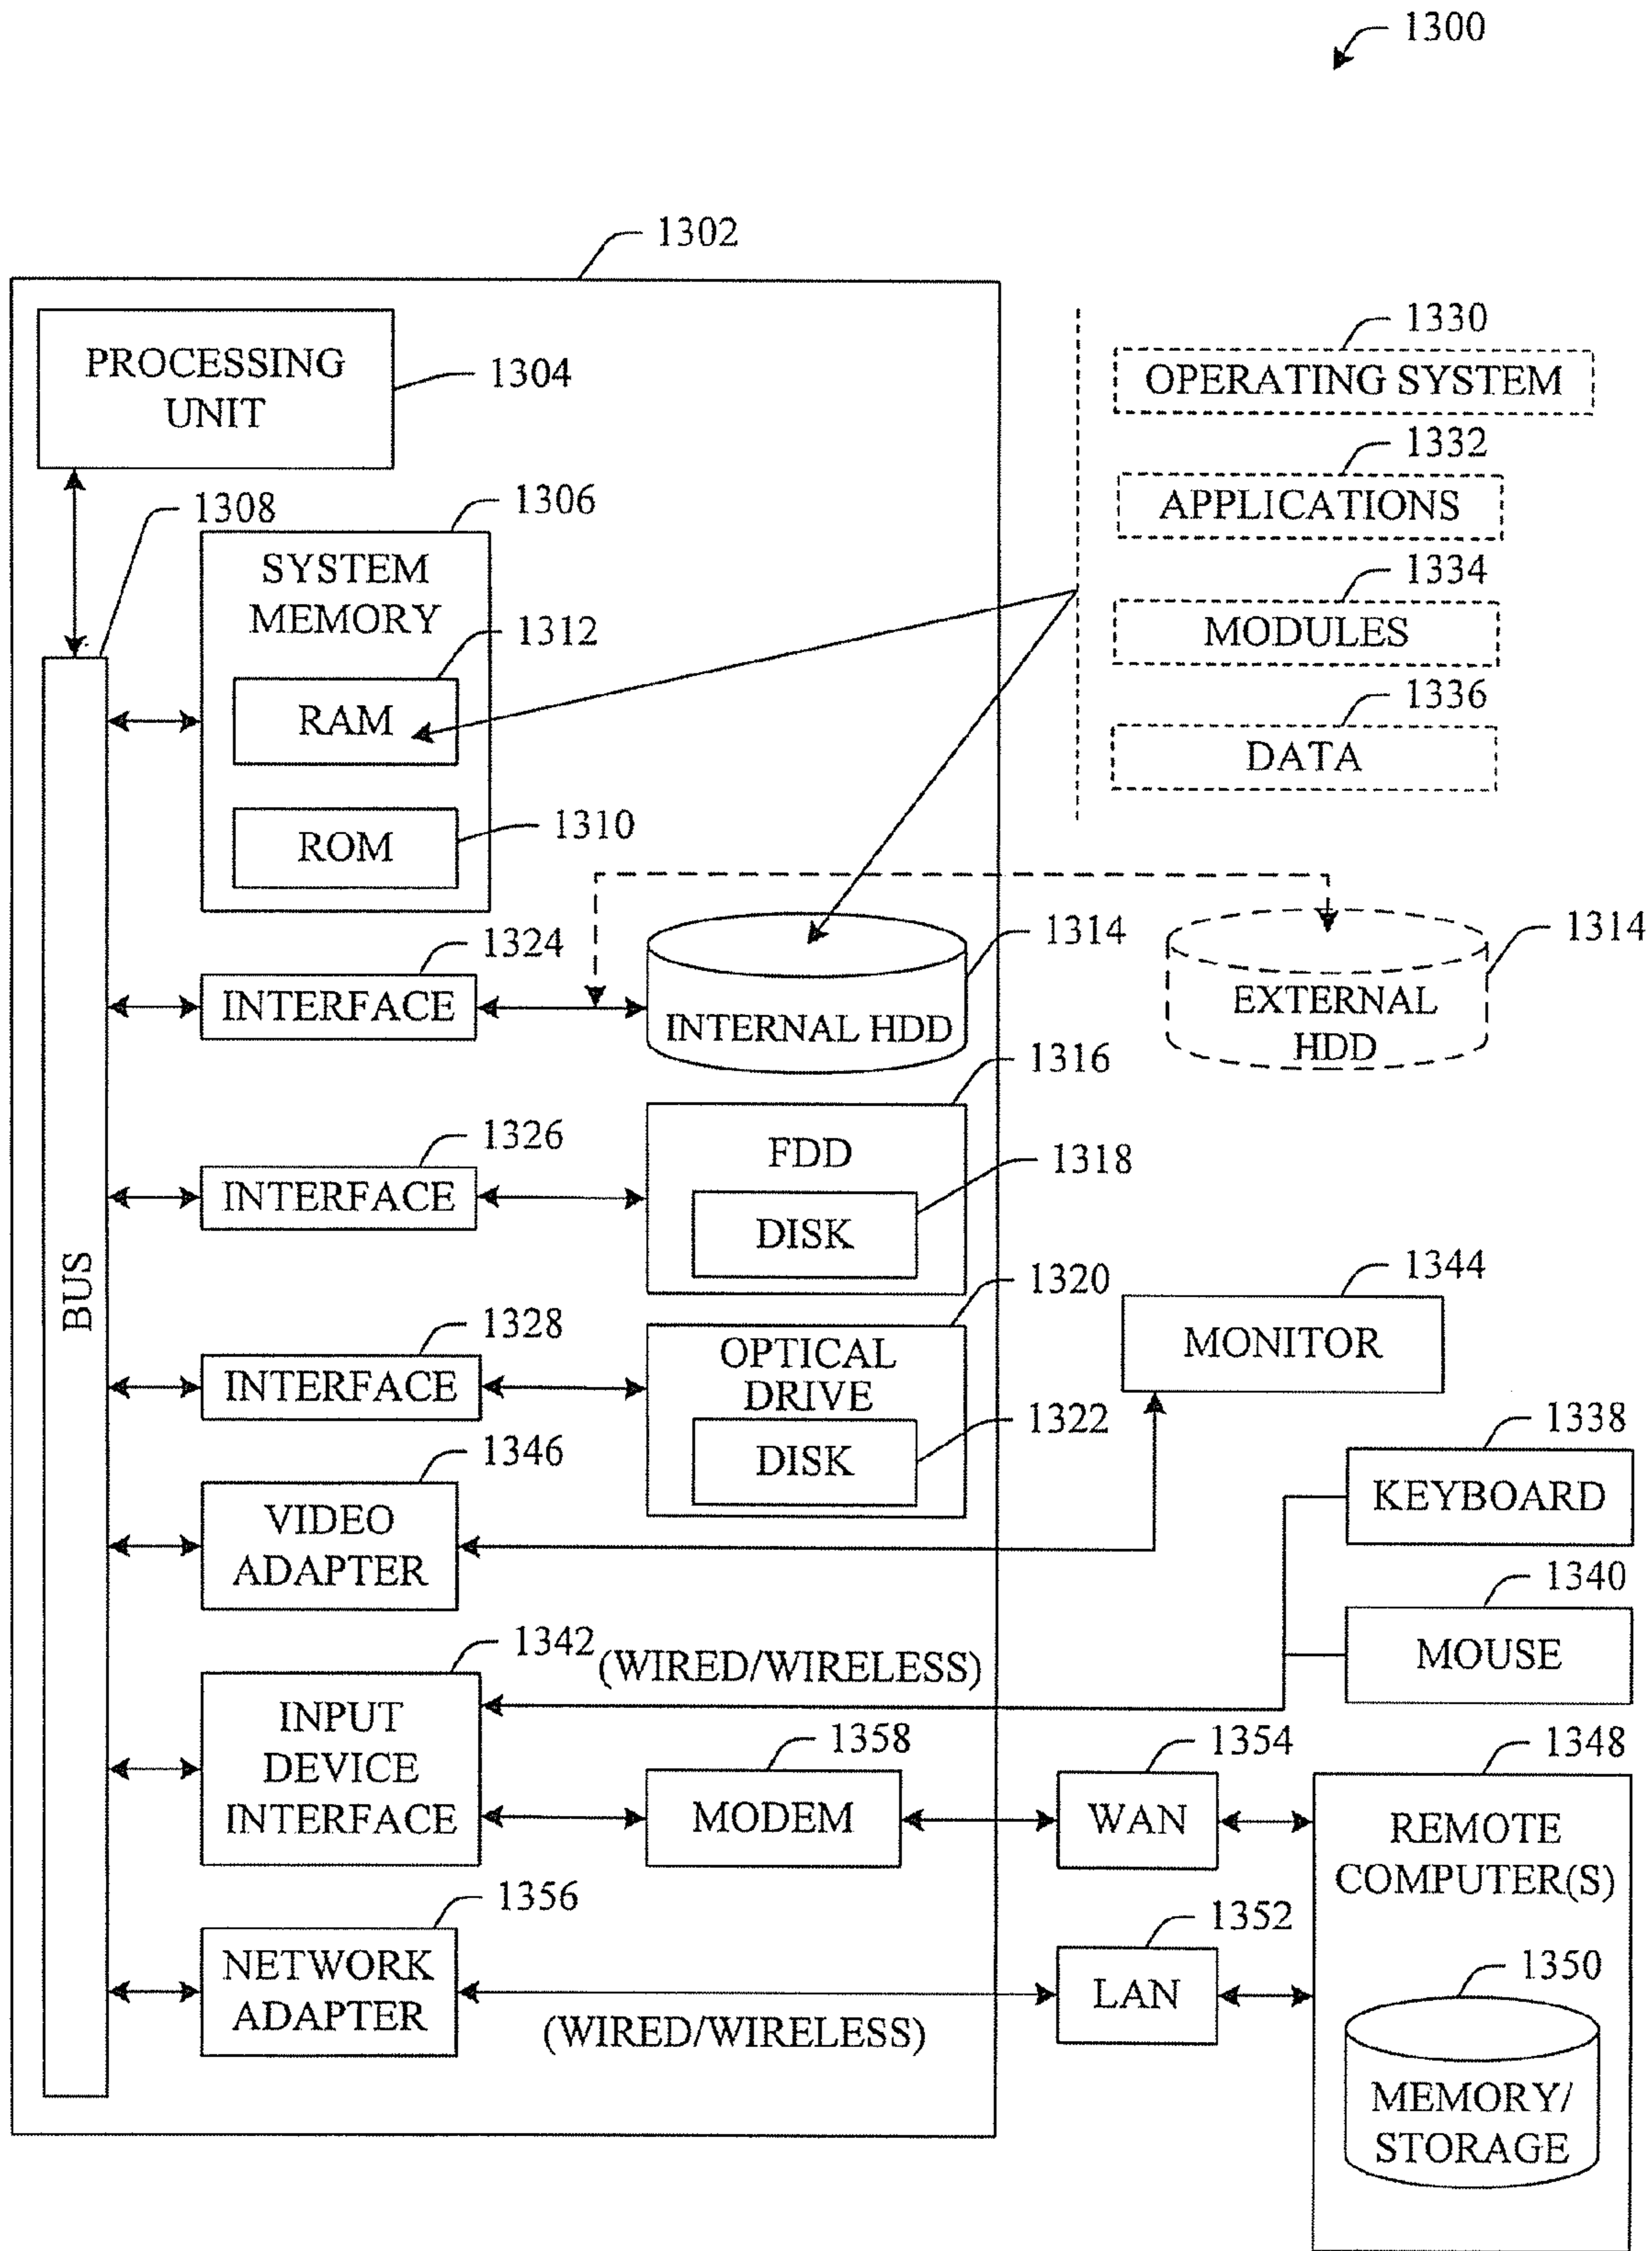 1300
1302
PROCESSING
UNIT
1304
1330
OPERATING SYSTEM
1332
APPLICATIONS
1334
MODULES
1336
DATA
1308
1306
SYSTEM
MEMORY
1312
RAM
1310
ROM
1324
INTERFACE
1314
INTERNAL HDD
1314
EXTERNAL
HDD
1326
INTERFACE
1316
FDD
1318
DISK
BUS
1328
INTERFACE
1320
OPTICAL
DRIVE
1322
DISK
1344
MONITOR
1346
VIDEO
ADAPTER
1338
KEYBOARD
1340
MOUSE
1342
(WIRED/WIRELESS)
INPUT
DEVICE
INTERFACE
1358
MODEM
1354
WAN
1348
REMOTE
COMPUTER(S)
1356
NETWORK
ADAPTER
(WIRED/WIRELESS)
1352
LAN
1350
MEMORY/
STORAGE